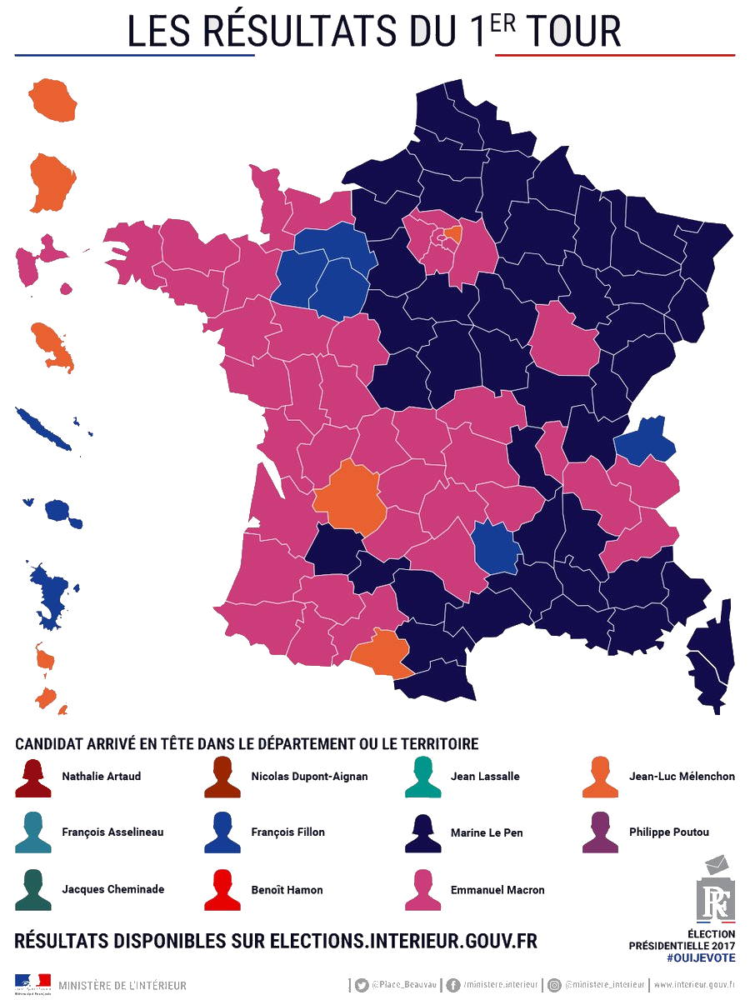 LES RÉSULTATS DU 1ER TOUR
CANDIDAT ARRIVÉ EN TÊTE DANS LE DÉPARTEMENT OU LE TERRITOIRE
Nathalie Artaud
Nicolas Dupont-Aignan
Jean Lassalle
Jean-Luc Mélenchon
François Asselineau
François Fillon
Marine Le Pen
Philippe Poutou
Jacques Cheminade
Benoît Hamon
Emmanuel Macron
RF
RÉSULTATS DISPONIBLES SUR ELECTIONS.INTERIEUR.GOUV.FR
ÉLECTION
PRÉSIDENTIELLE 2017
#OUIJEVOTE
MINISTÈRE DE L'INTÉRIEUR
@Place_Beauvau
/ministere.interieur
@ministere_interieur
www.interieur.gouv.fr